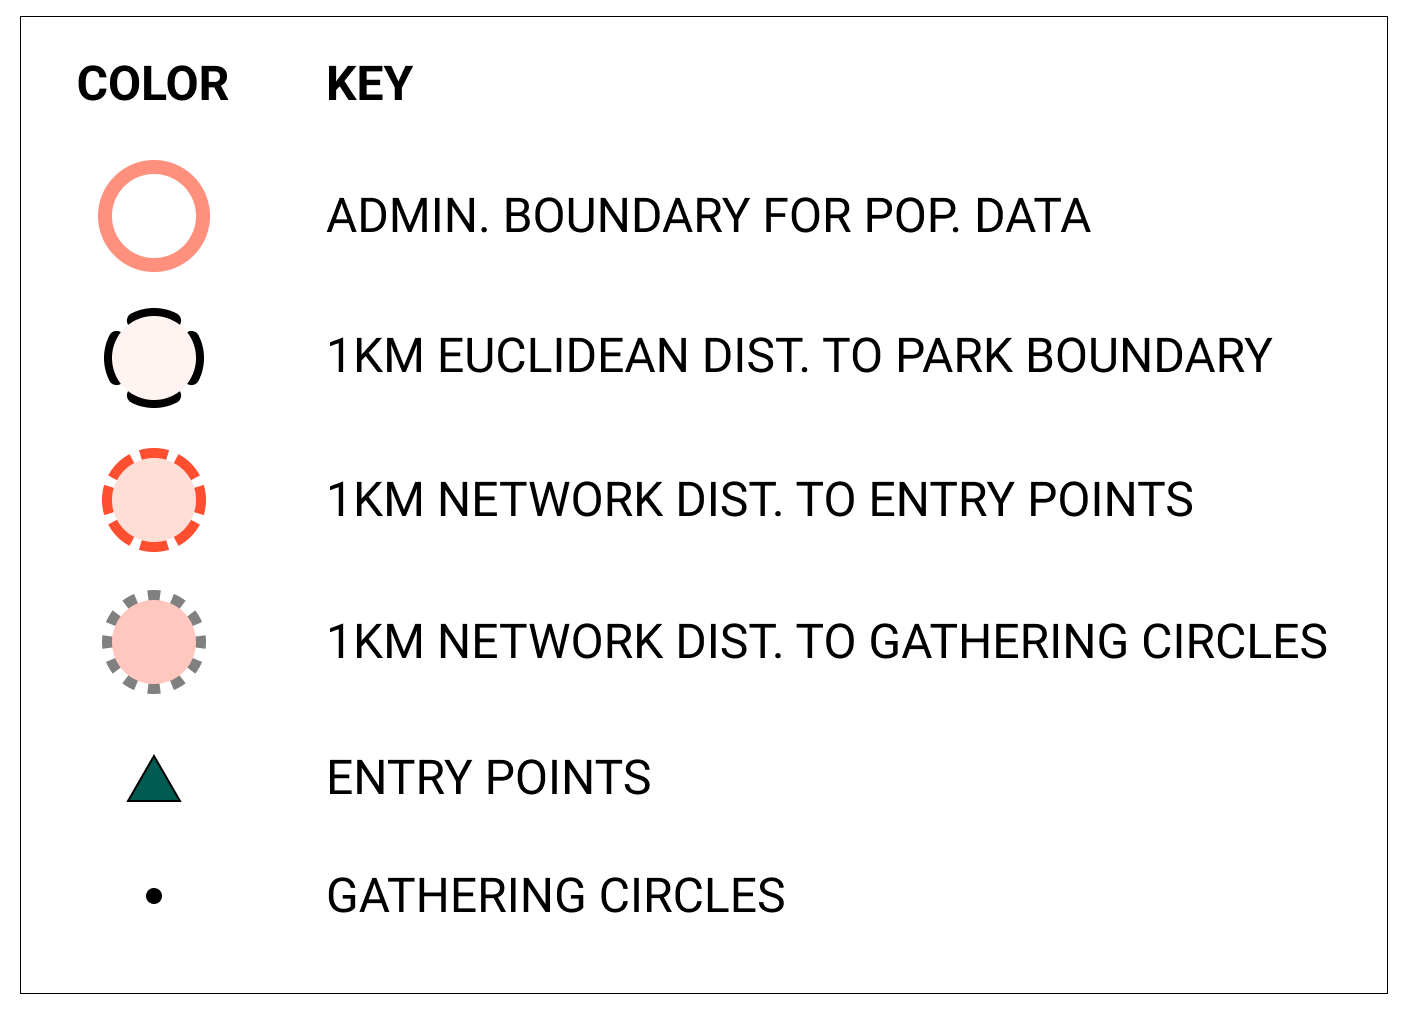 COLOR KEY
ADMIN. BOUNDARY FOR POP. DATA
1KM EUCLIDEAN DIST. TO PARK BOUNDARY
1KM NETWORK DIST. TO ENTRY POINTS
1KM NETWORK DIST. TO GATHERING CIRCLES
ENTRY POINTS
GATHERING CIRCLES